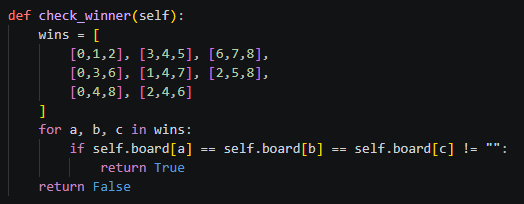 def check_winner(self):
    wins = [
        [0,1,2], [3,4,5], [6,7,8],
        [0,3,6], [1,4,7], [2,5,8],
        [0,4,8], [2,4,6]
    ]
    for a, b, c in wins:
        if self.board[a] == self.board[b] == self.board[c] != "":
            return True
    return False